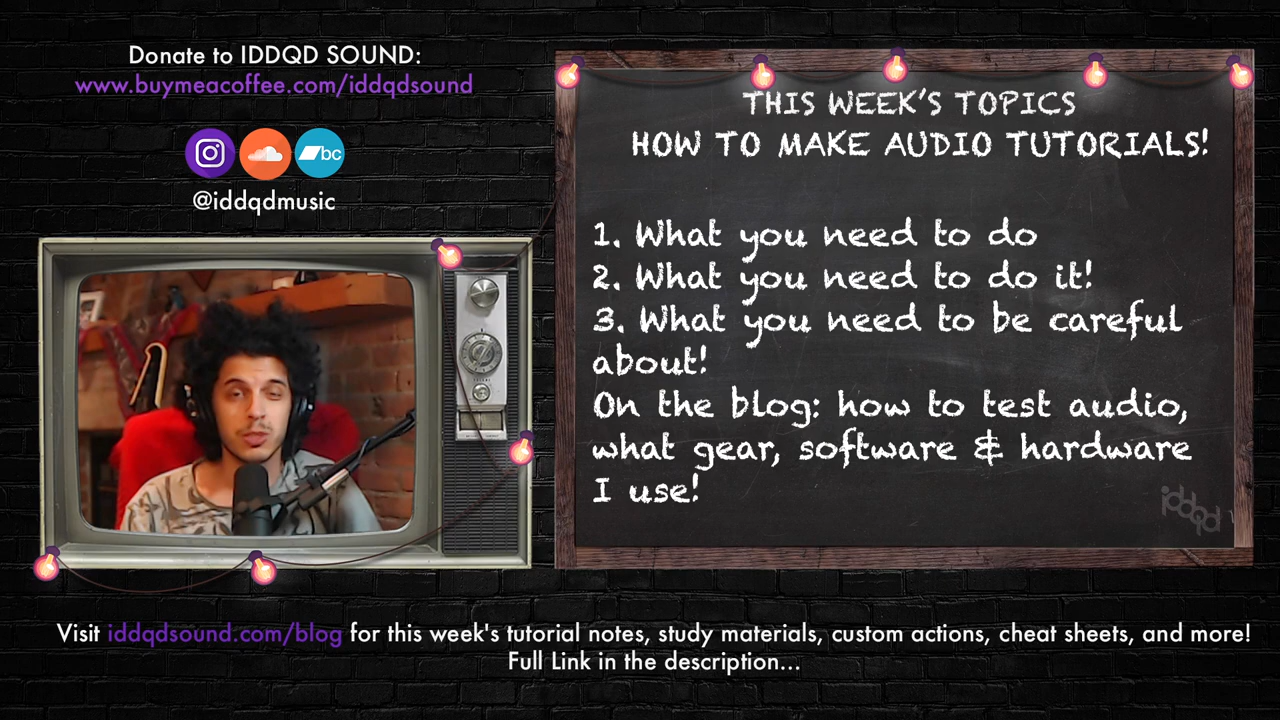 Donate to IDDQD SOUND:
www.buymeacoffee.com/iddqdsound
bc
@iddqdmusic
THIS WEEK'S TOPICS
HOW TO MAKE AUDIO TUTORIALS!
1. What you need to do
2. What you need to do it!
3. What you need to be careful
about!
On the blog: how to test audio,
what gear, software & hardware
I use!
iddqd
Visit iddqdsound.com/blog for this week's tutorial notes, study materials, custom actions, cheat sheets, and more!
Full Link in the description...